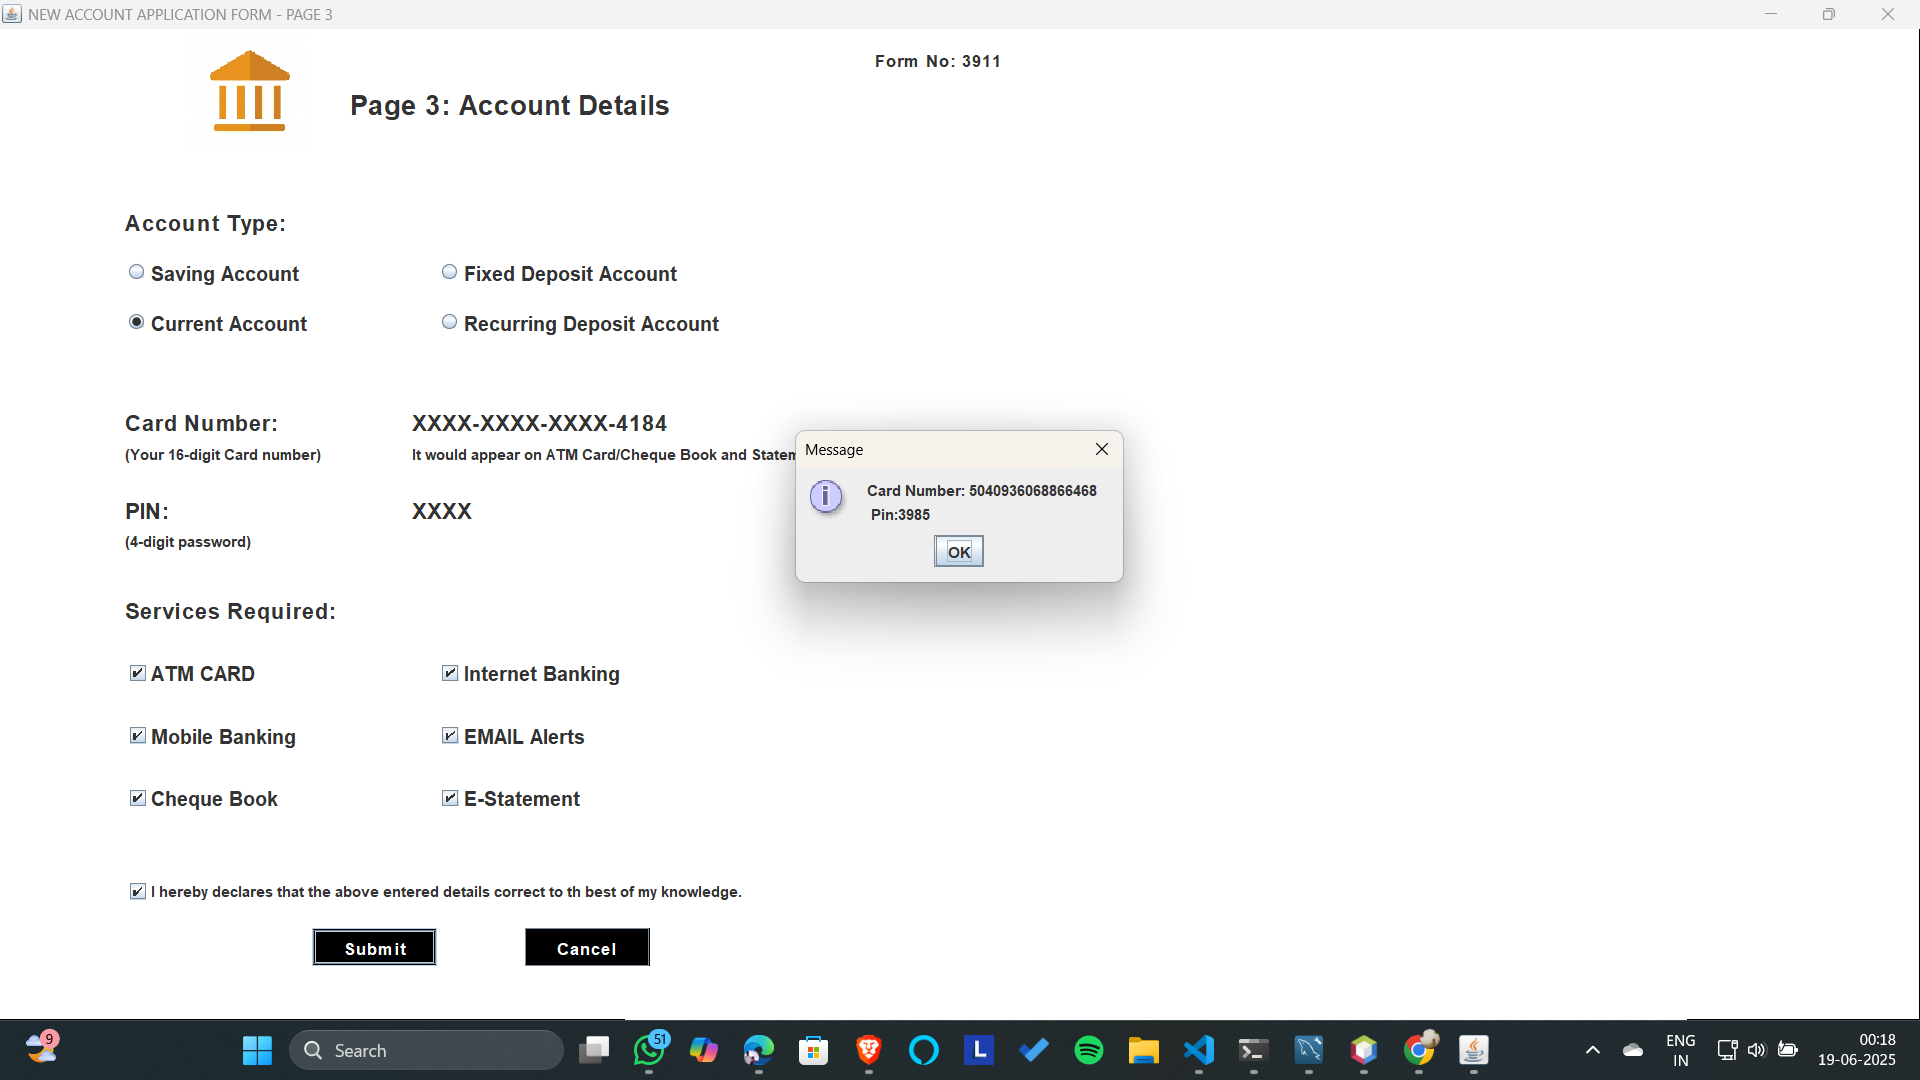 NEW ACCOUNT APPLICATION FORM - PAGE 3
Form No: 3911
Page 3: Account Details
Account Type:
Saving Account
Fixed Deposit Account
Current Account
Recurring Deposit Account
Card Number:
XXXX-XXXX-XXXX-4184
(Your 16-digit Card number)
It would appear on ATM Card/Cheque Book and Statem
PIN:
XXXX
(4-digit password)
Message
Card Number: 5040936068866468
Pin:3985
OK
Services Required:
ATM CARD
Internet Banking
Mobile Banking
EMAIL Alerts
Cheque Book
E-Statement
I hereby declares that the above entered details correct to th best of my knowledge.
Submit
Cancel
9
Search
51
L
ENG
IN
00:18
19-06-2025